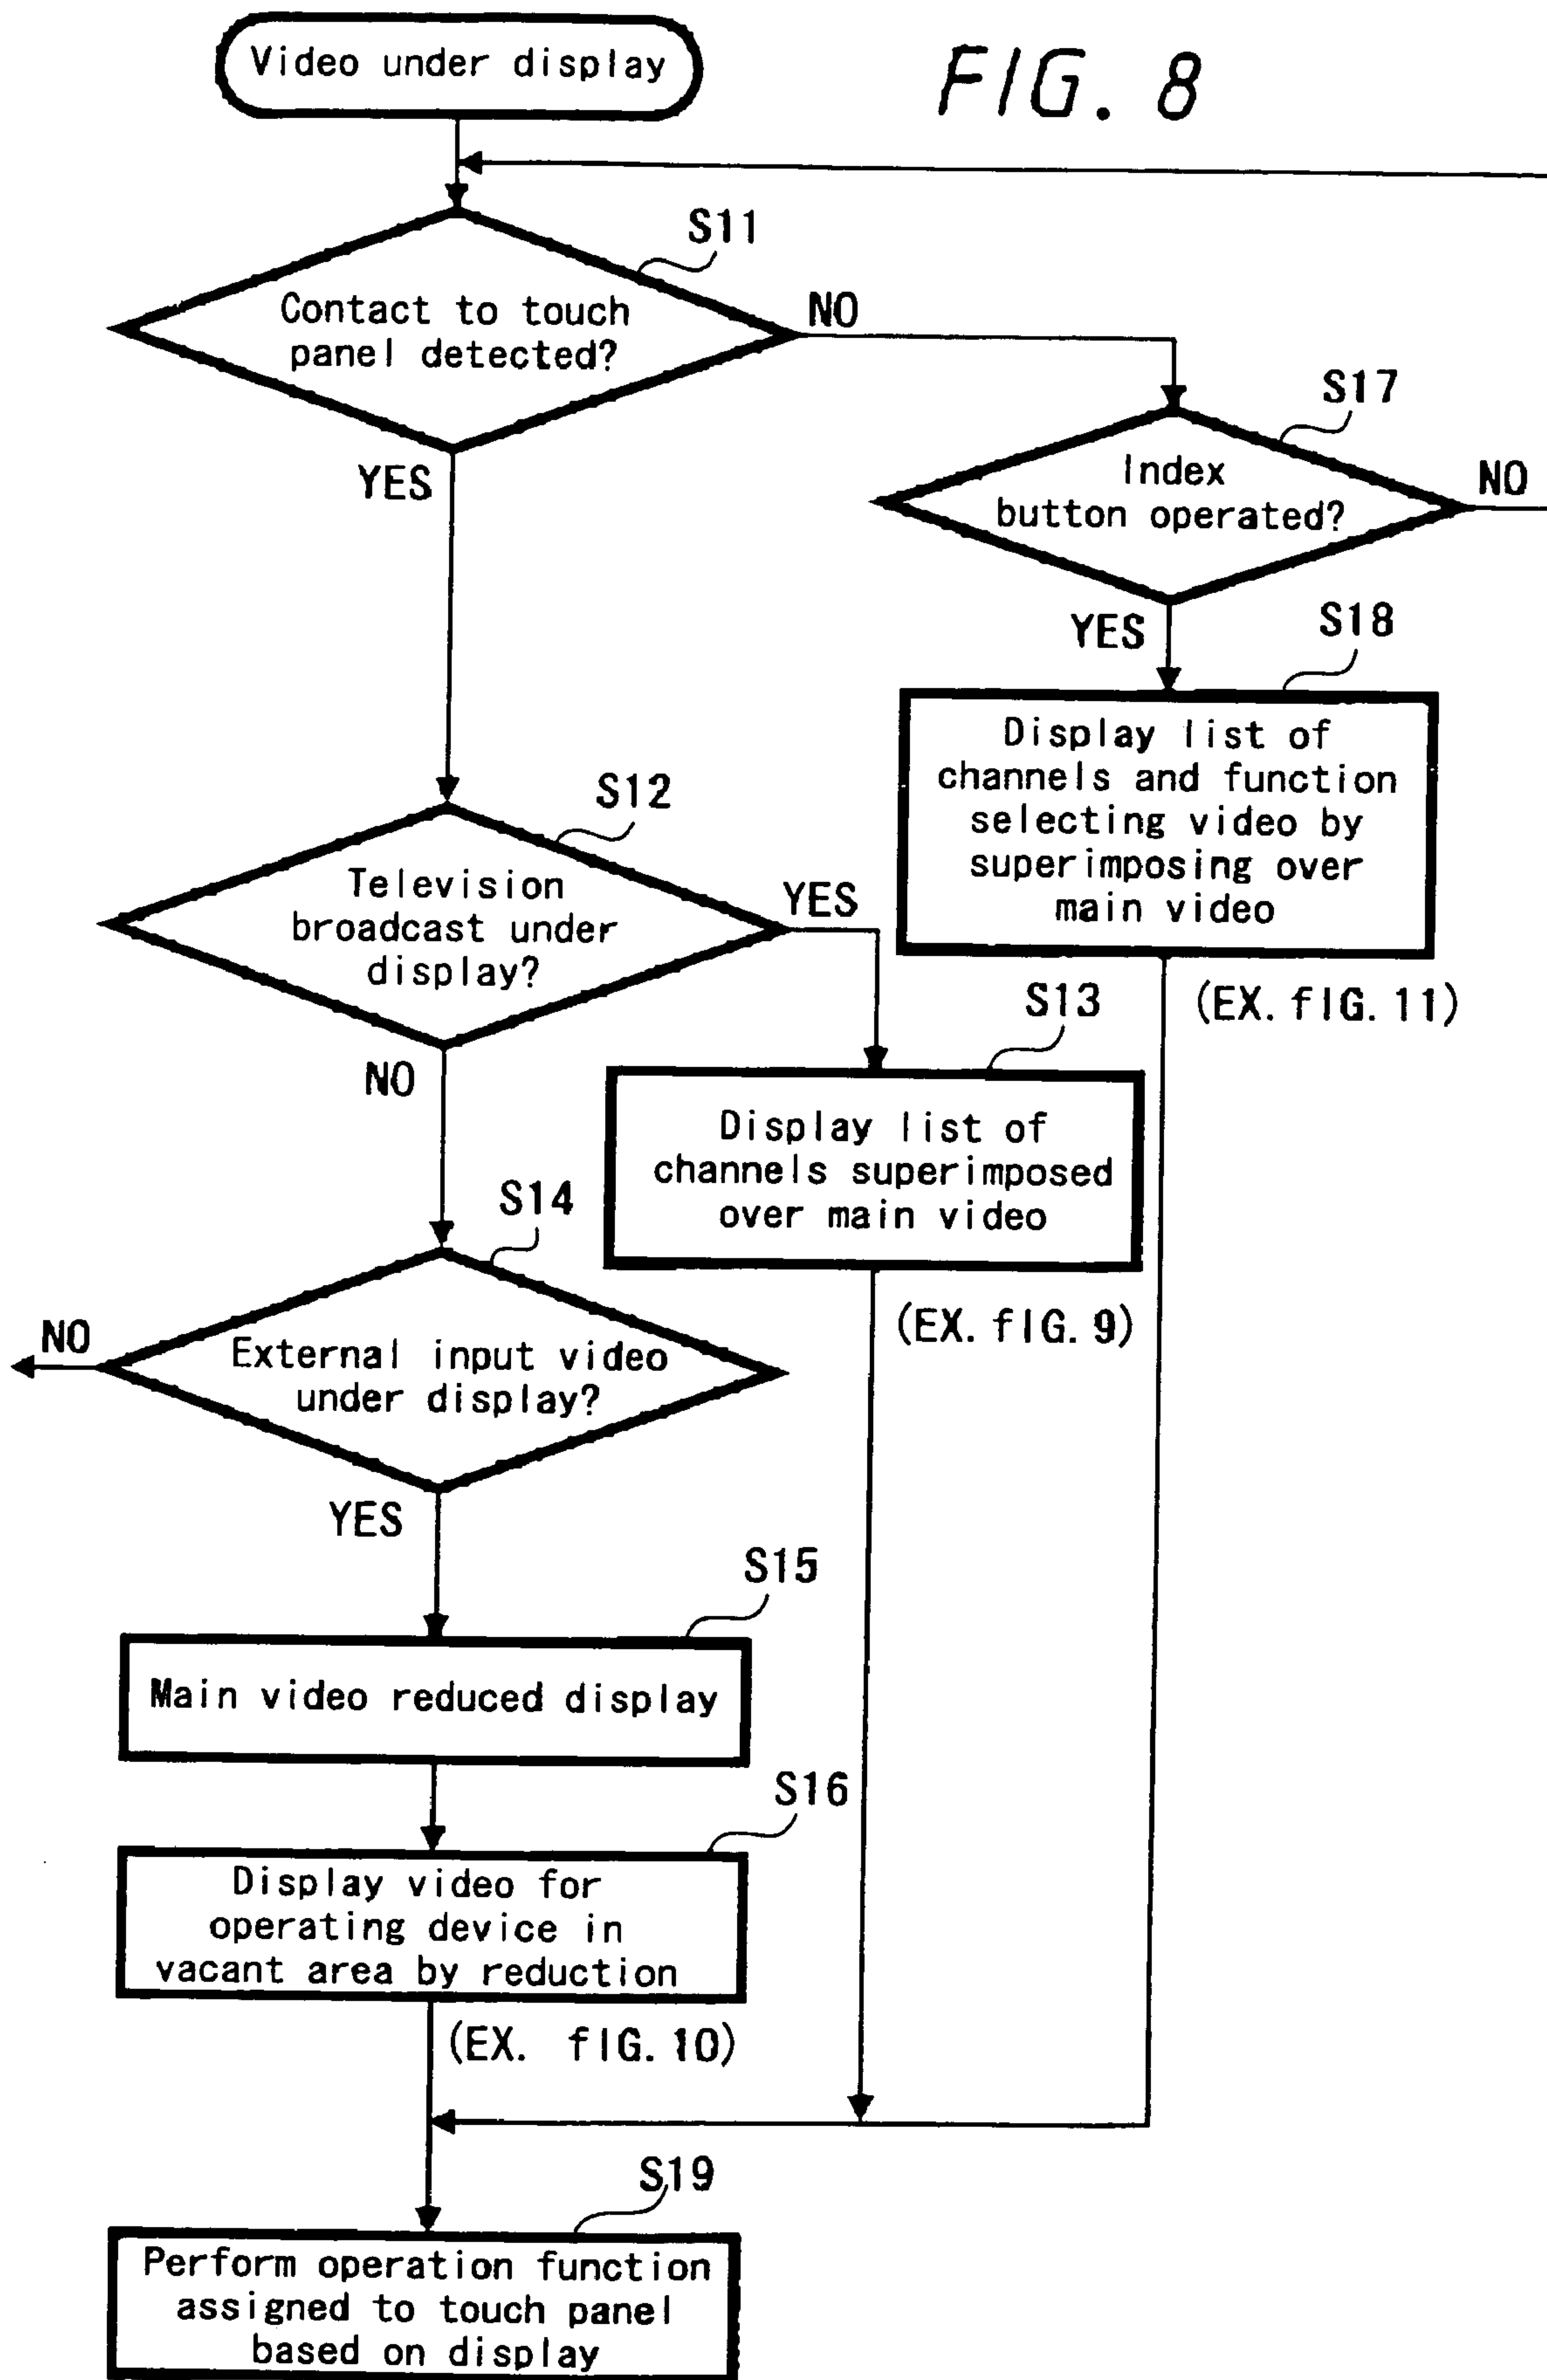 Video under display
FIG. 8
S11
Contact to touch
panel detected?
NO
YES
S17
Index
button operated?
NO
YES
S18
Display list of
channels and function
selecting video by
superimposing over
main video
(EX. fIG. 11)
S12
Television
broadcast under
display?
YES
NO
S13
Display list of
channels superimposed
over main video
(EX. fIG. 9)
S14
External input video
under display?
NO
YES
S15
Main video reduced display
S16
Display video for
operating device in
vacant area by reduction
(EX. fIG. 10)
S19
Perform operation function
assigned to touch panel
based on display